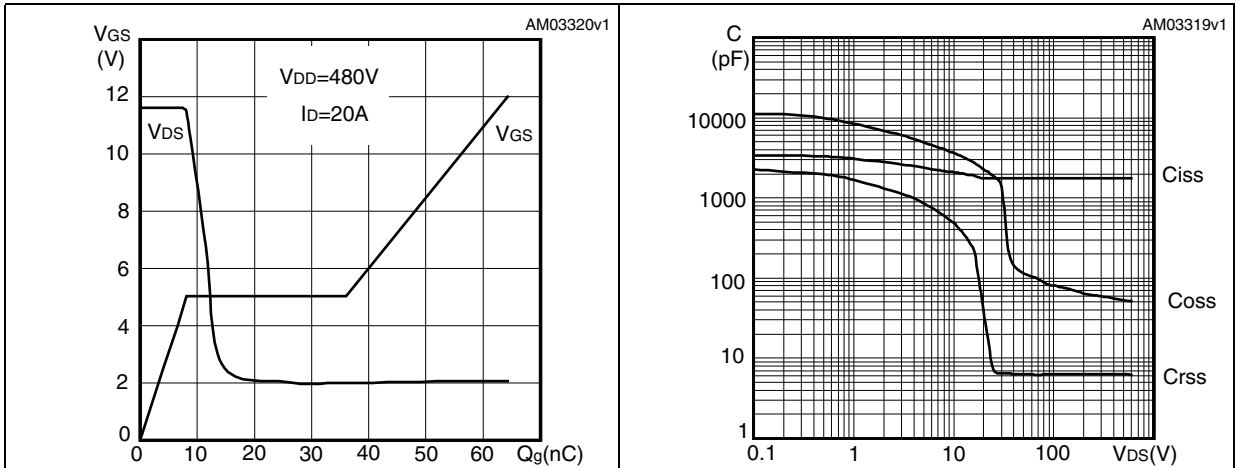 AM03320v1
VGS
(V)
12
10
8
6
4
2
0
VDD=480V
ID=20A
VDS
VGS
0 10 20 30 40 50 60 Qg(nC)
AM03319v1
C
(pF)
10000
1000
100
10
1
Ciss
Coss
Crss
0.1 1 10 100 VDS(V)